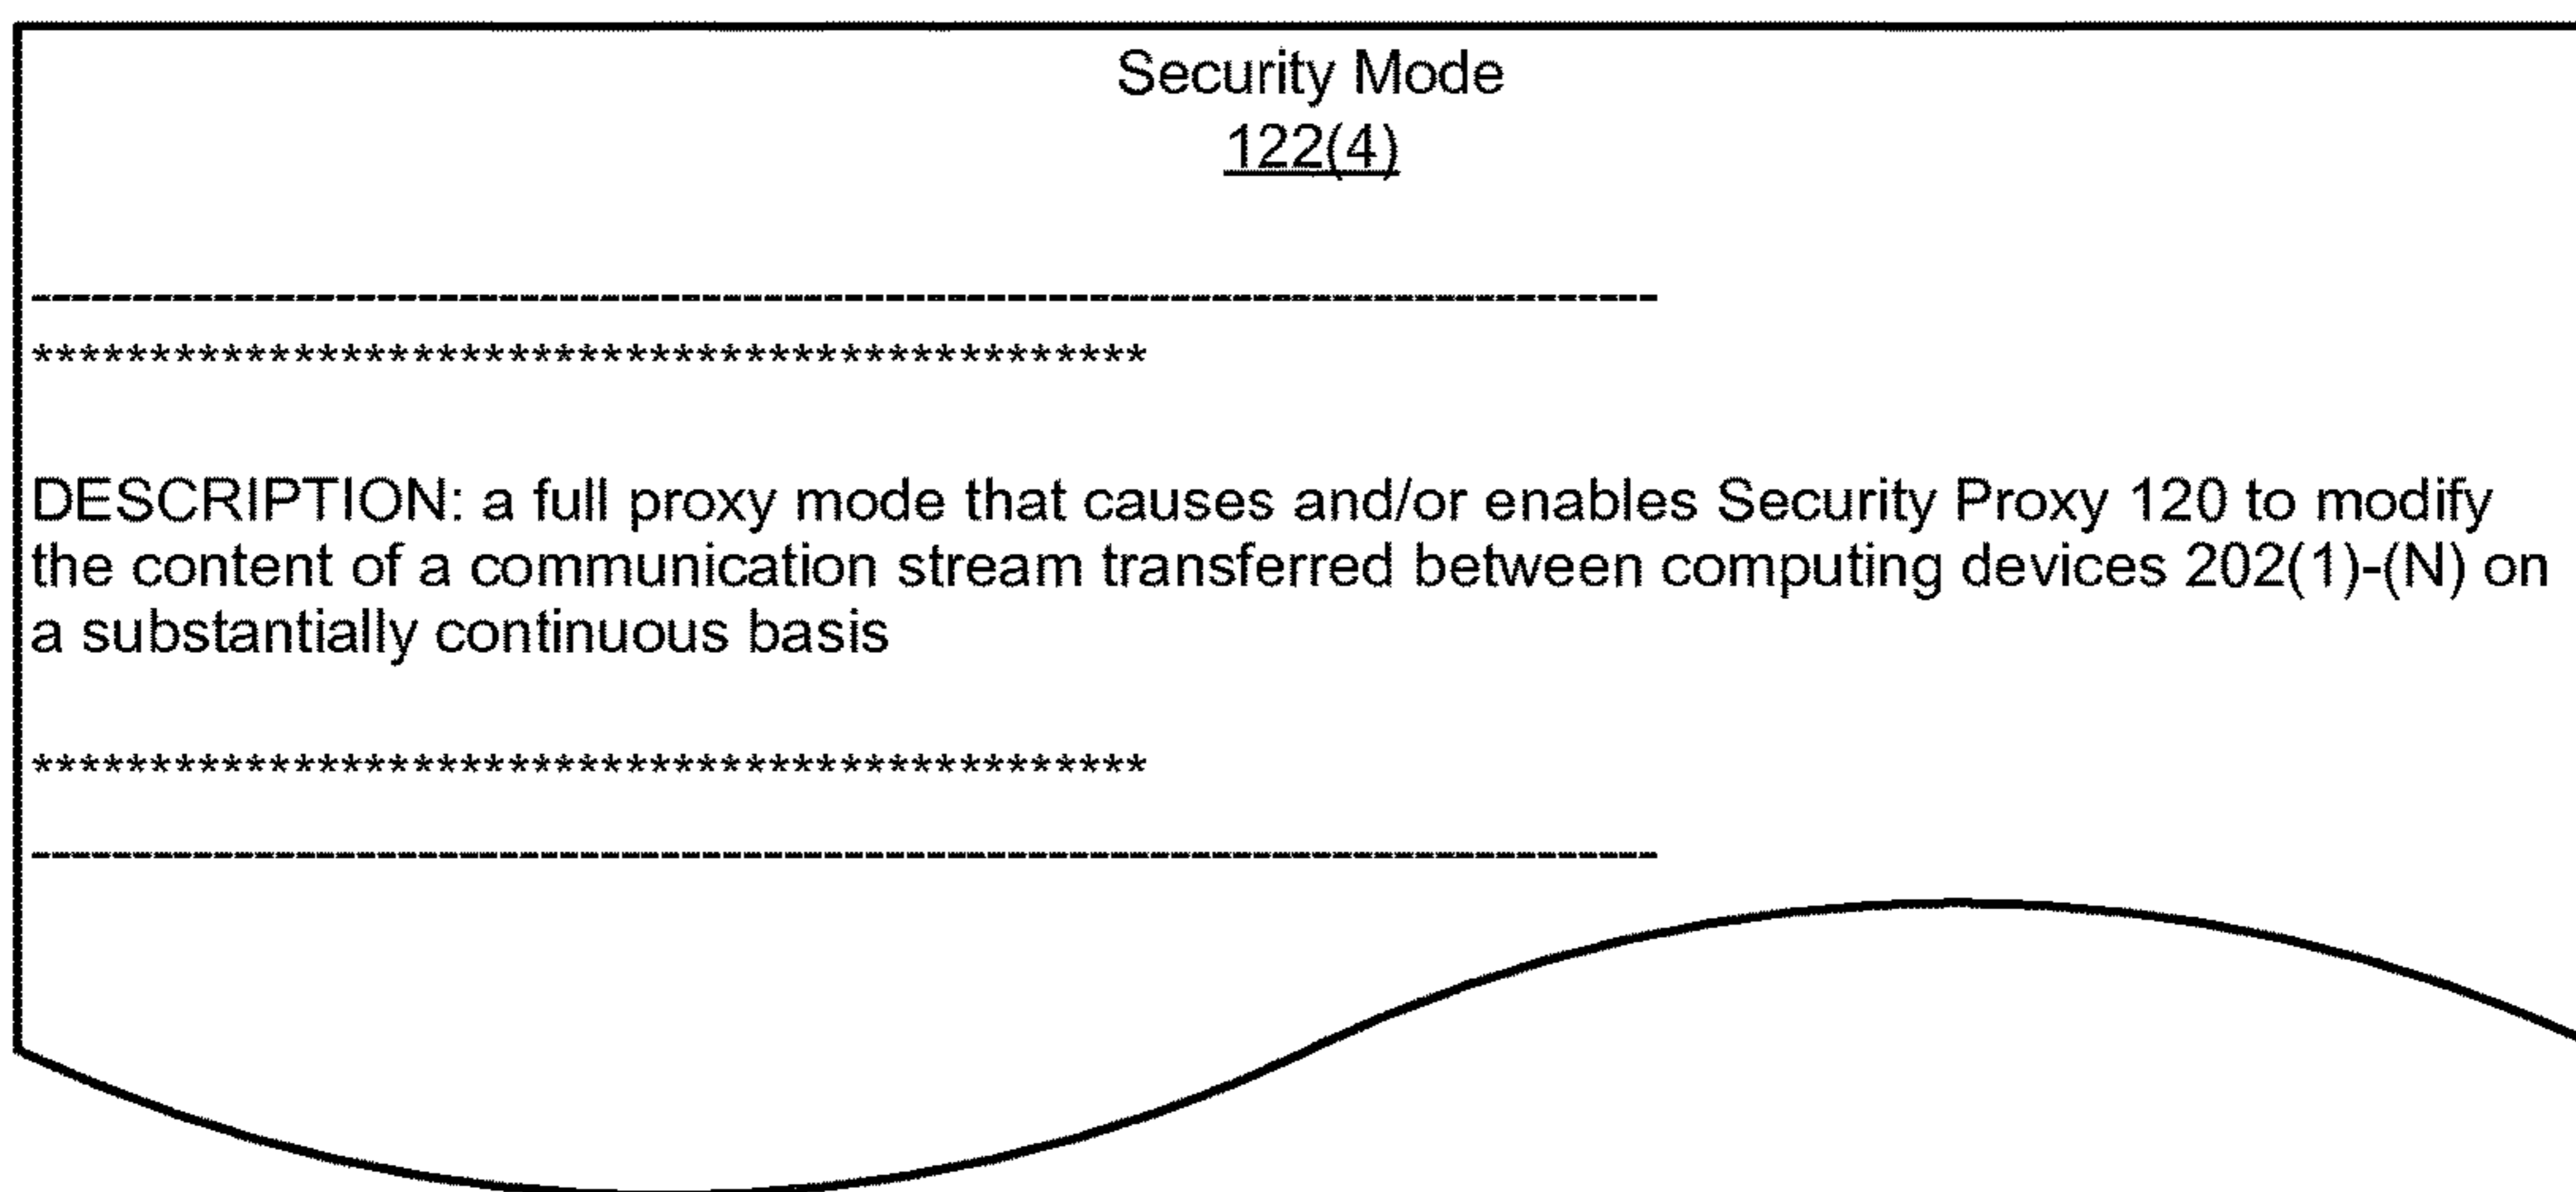 Security Mode
122(4)
--------------------------------------------------------------------------------
***********************************************
DESCRIPTION: a full proxy mode that causes and/or enables Security Proxy 120 to modify
the content of a communication stream transferred between computing devices 202(1)-(N) on
a substantially continuous basis
***********************************************
--------------------------------------------------------------------------------